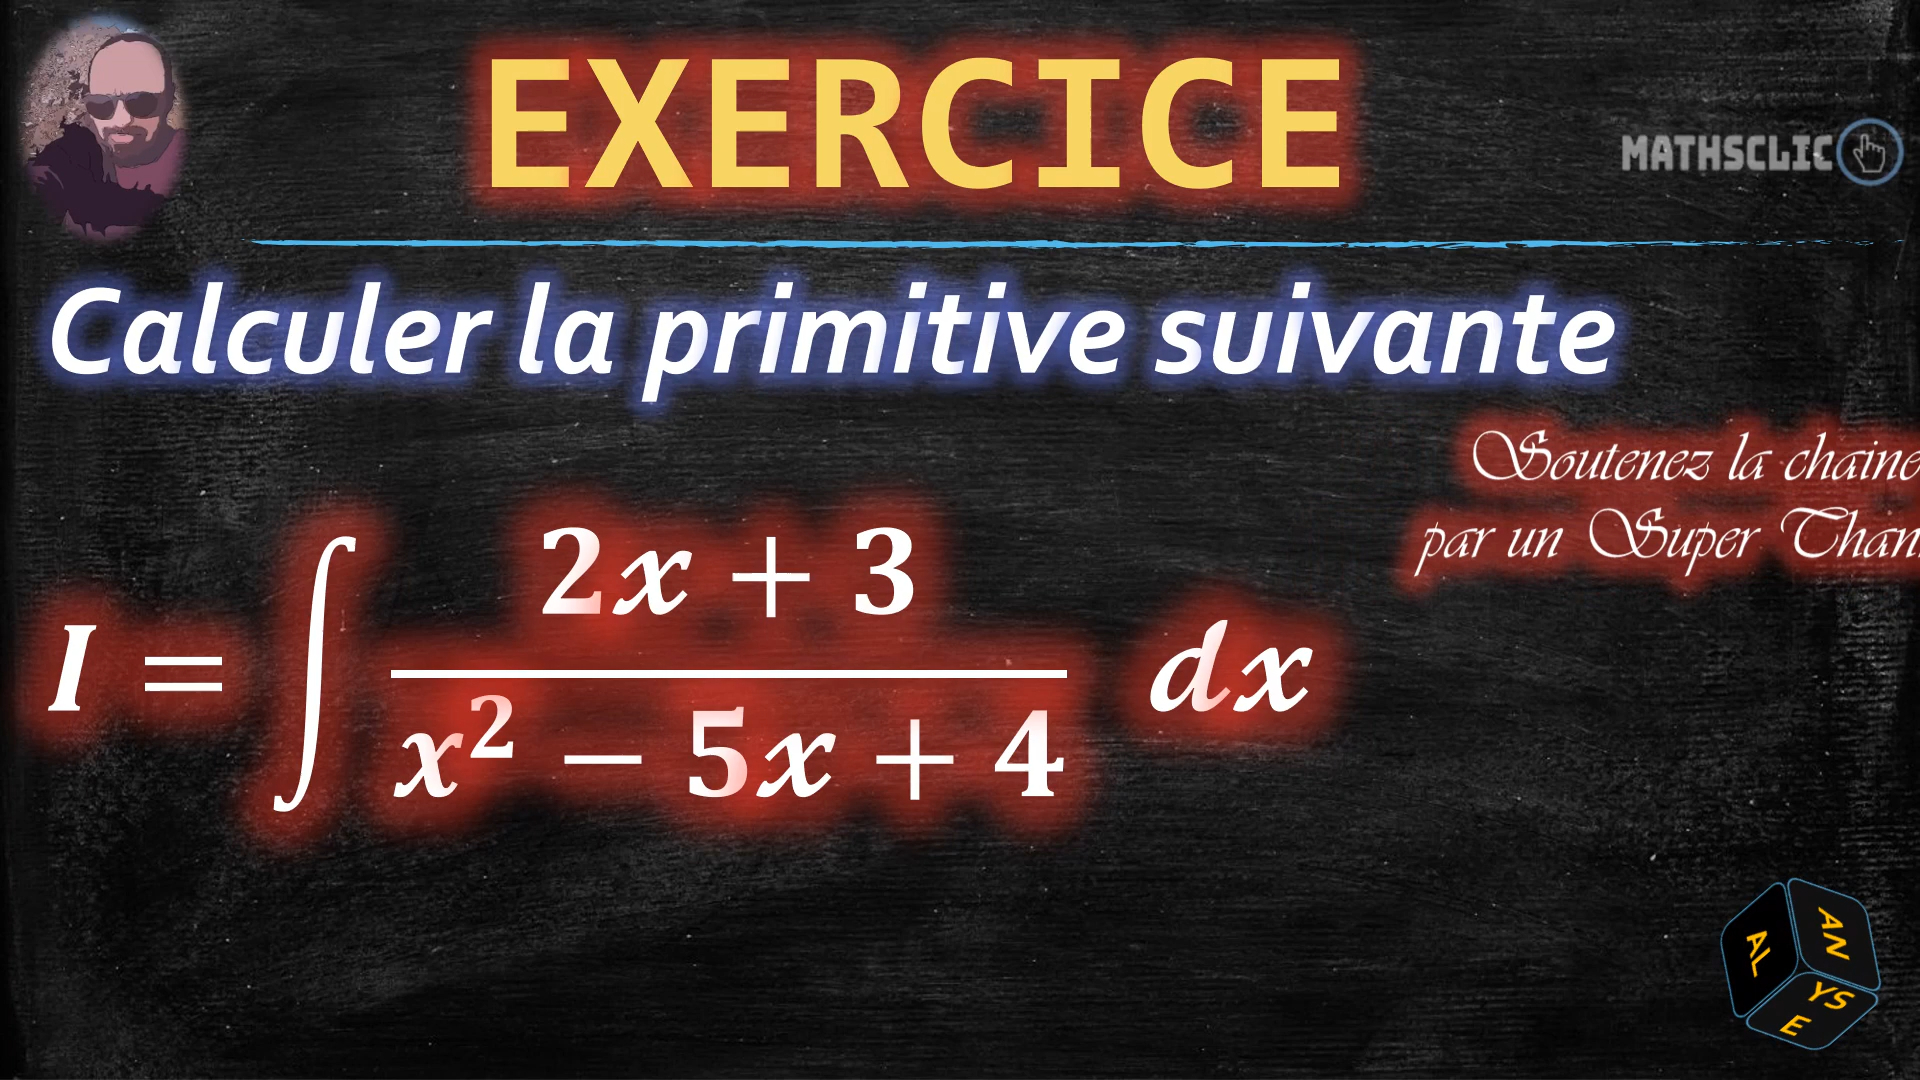 EXERCICE
MATHSCLIC
Calculer la primitive suivante
Soutenez la chaine
par un Super Than
I = ∫ (2x + 3)/(x² − 5x + 4) dx
AN
AL
YS
E